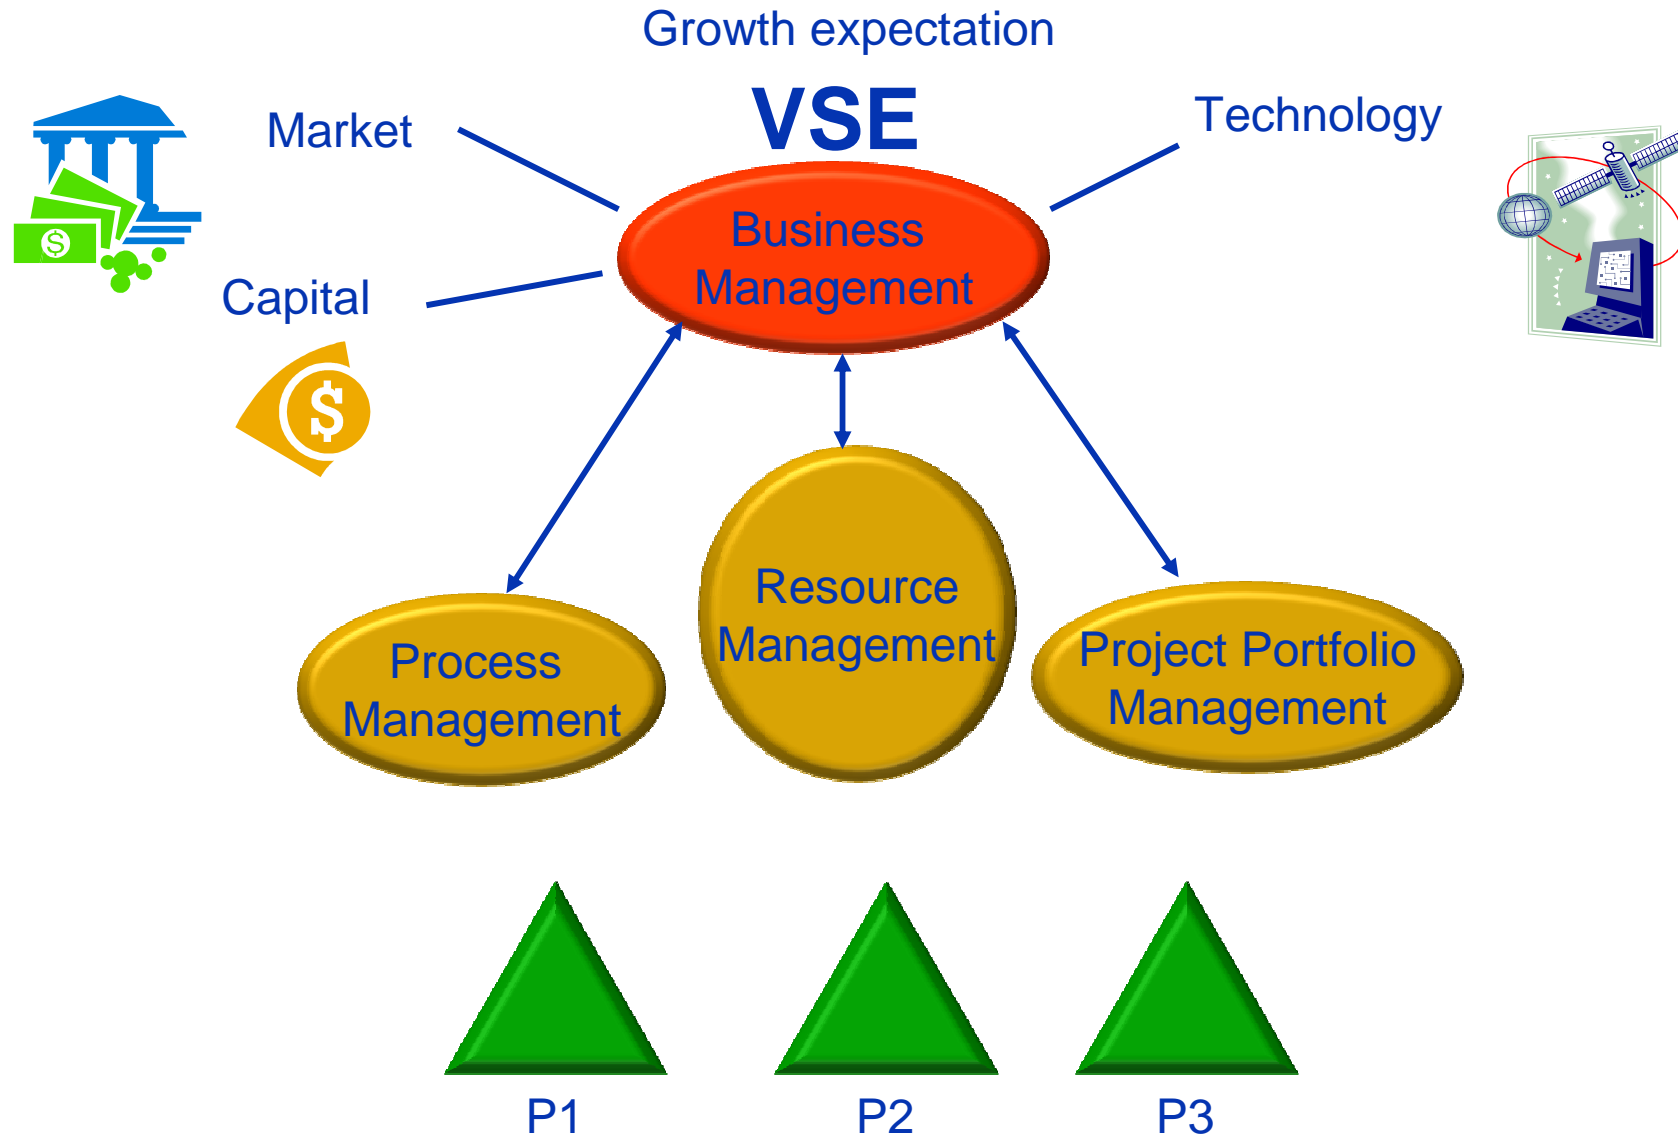 Growth expectation
VSE
Market
Technology
Business
Management
Capital
$
$
Resource
Management
Process
Management
Project Portfolio
Management
P1
P2
P3